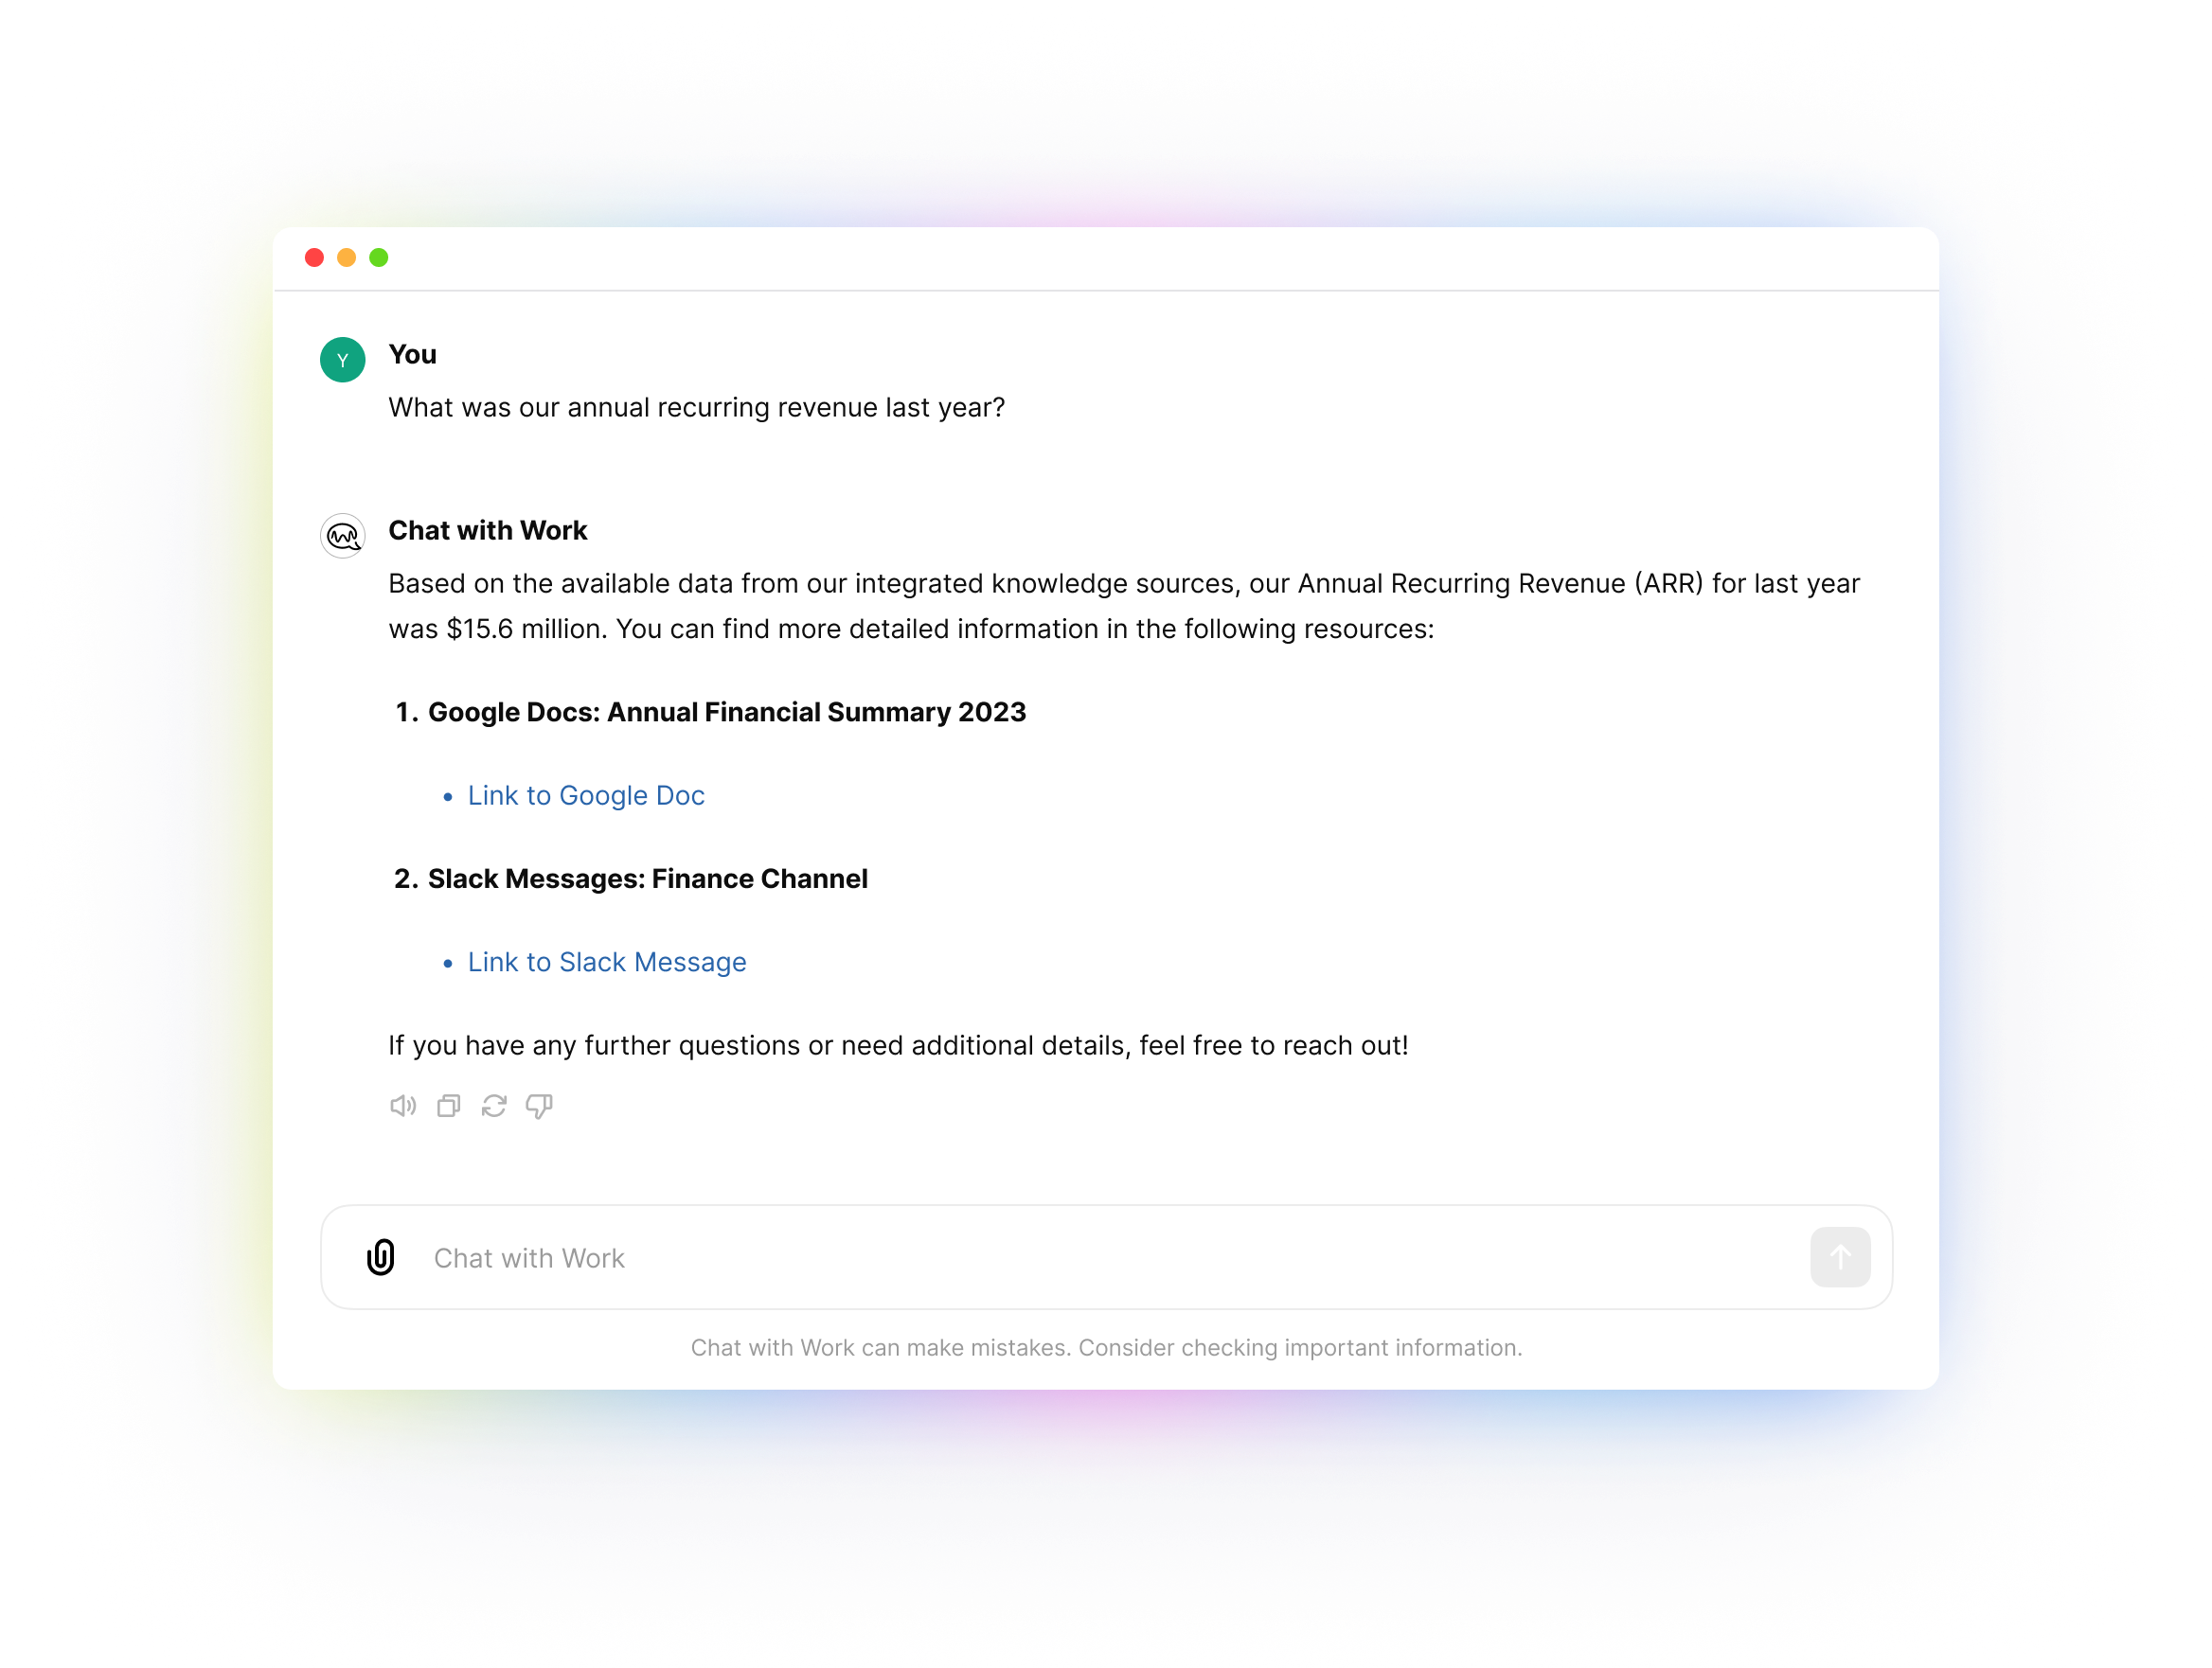 Y
You
What was our annual recurring revenue last year?
Chat with Work
Based on the available data from our integrated knowledge sources, our Annual Recurring Revenue (ARR) for last year
was $15.6 million. You can find more detailed information in the following resources:
1. Google Docs: Annual Financial Summary 2023
• Link to Google Doc
2. Slack Messages: Finance Channel
• Link to Slack Message
If you have any further questions or need additional details, feel free to reach out!
Chat with Work
Chat with Work can make mistakes. Consider checking important information.